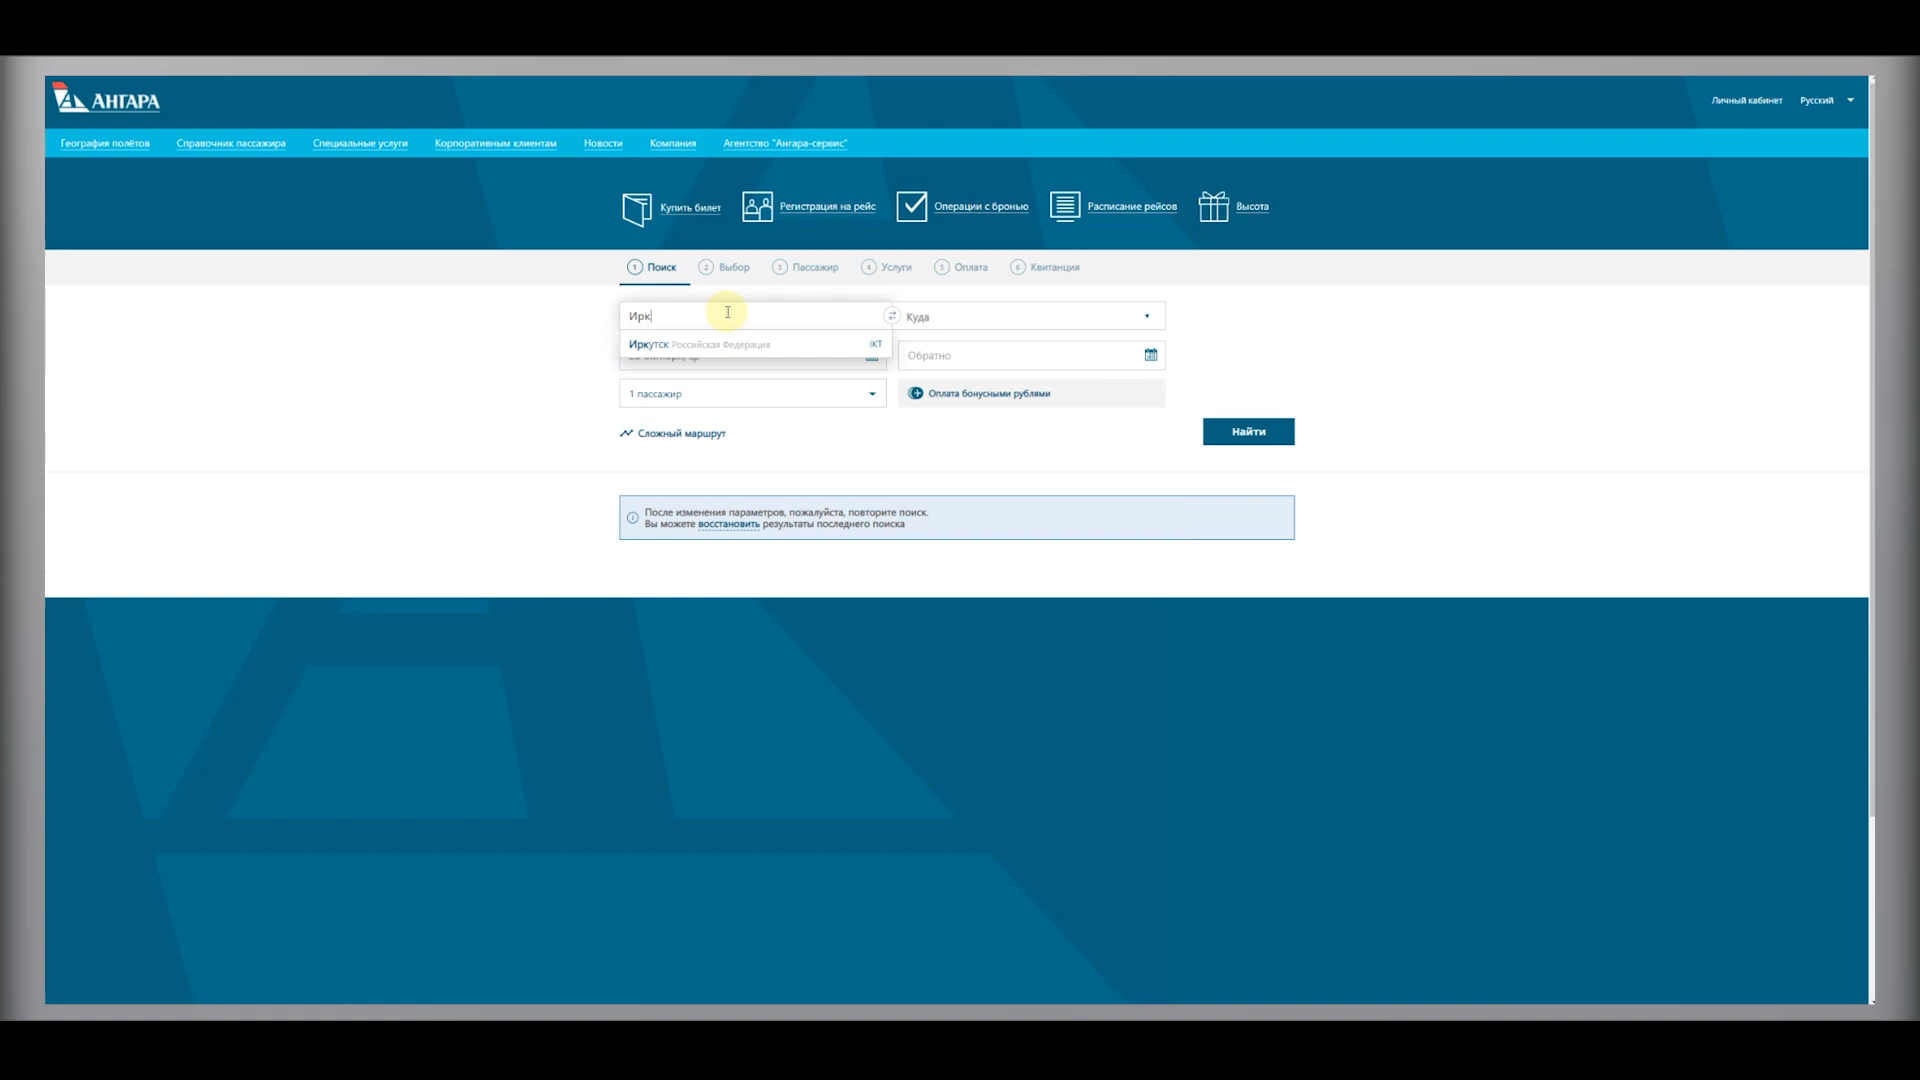 АНГАРА
Личный кабинет Русский
География полётов Справочник пассажира Специальные услуги Корпоративным клиентам Новости Компания Агентство "Ангара-сервис"
Купить билет Регистрация на рейс Операции с бронью Расписание рейсов Высота
1 Поиск 2 Выбор 3 Пассажир 4 Услуги 5 Оплата 6 Квитанция
Ирк Куда
Иркутск Российская Федерация IKT
Обратно
1 пассажир Оплата бонусными рублями
Сложный маршрут Найти
После изменения параметров, пожалуйста, повторите поиск.
Вы можете восстановить результаты последнего поиска